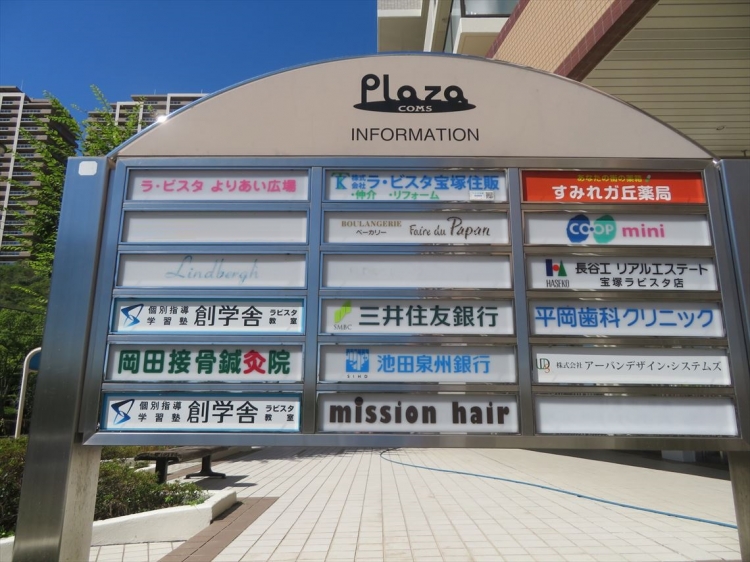 Plaza
COMS
INFORMATION
ラ・ビスタ よりあい広場
株式会社 ラ・ビスタ宝塚住販
・仲介 ・リフォーム
あなたの街の薬局
すみれガ丘薬局
BOULANGERIE
ベーカリー
Faire du Papan
CO-OP mini
Lindbergh
HASEKO
長谷工 リアルエステート
宝塚ラビスタ店
個別指導
学習塾
創学舎
ラビスタ
教室
SMBC
三井住友銀行
平岡歯科クリニック
岡田接骨鍼灸院
SIHD
池田泉州銀行
株式会社 アーバンデザイン・システムズ
個別指導
学習塾
創学舎
ラビスタ
教室
mission hair